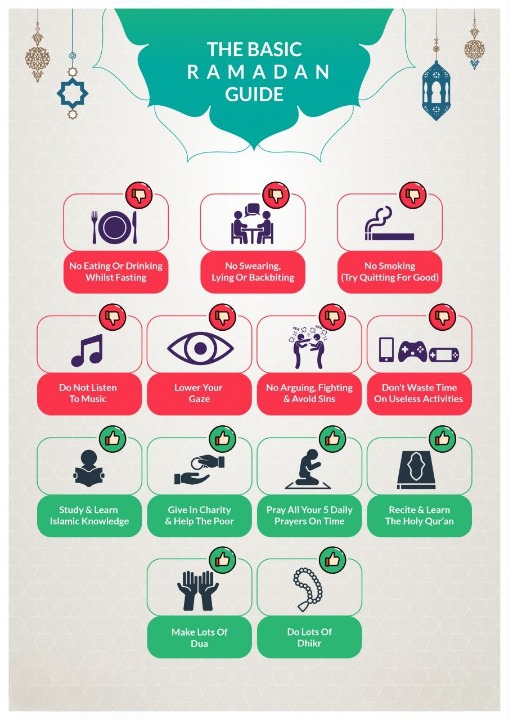 THE BASIC
RAMADAN
GUIDE
No Eating Or Drinking
Whilst Fasting
No Swearing,
Lying Or Backbiting
No Smoking
(Try Quitting For Good)
Do Not Listen
To Music
Lower Your
Gaze
No Arguing, Fighting
& Avoid Sins
Don't Waste Time
On Useless Activities
Study & Learn
Islamic Knowledge
Give In Charity
& Help The Poor
Pray All Your 5 Daily
Prayers On Time
Recite & Learn
The Holy Qur'an
Make Lots Of
Dua
Do Lots Of
Dhikr